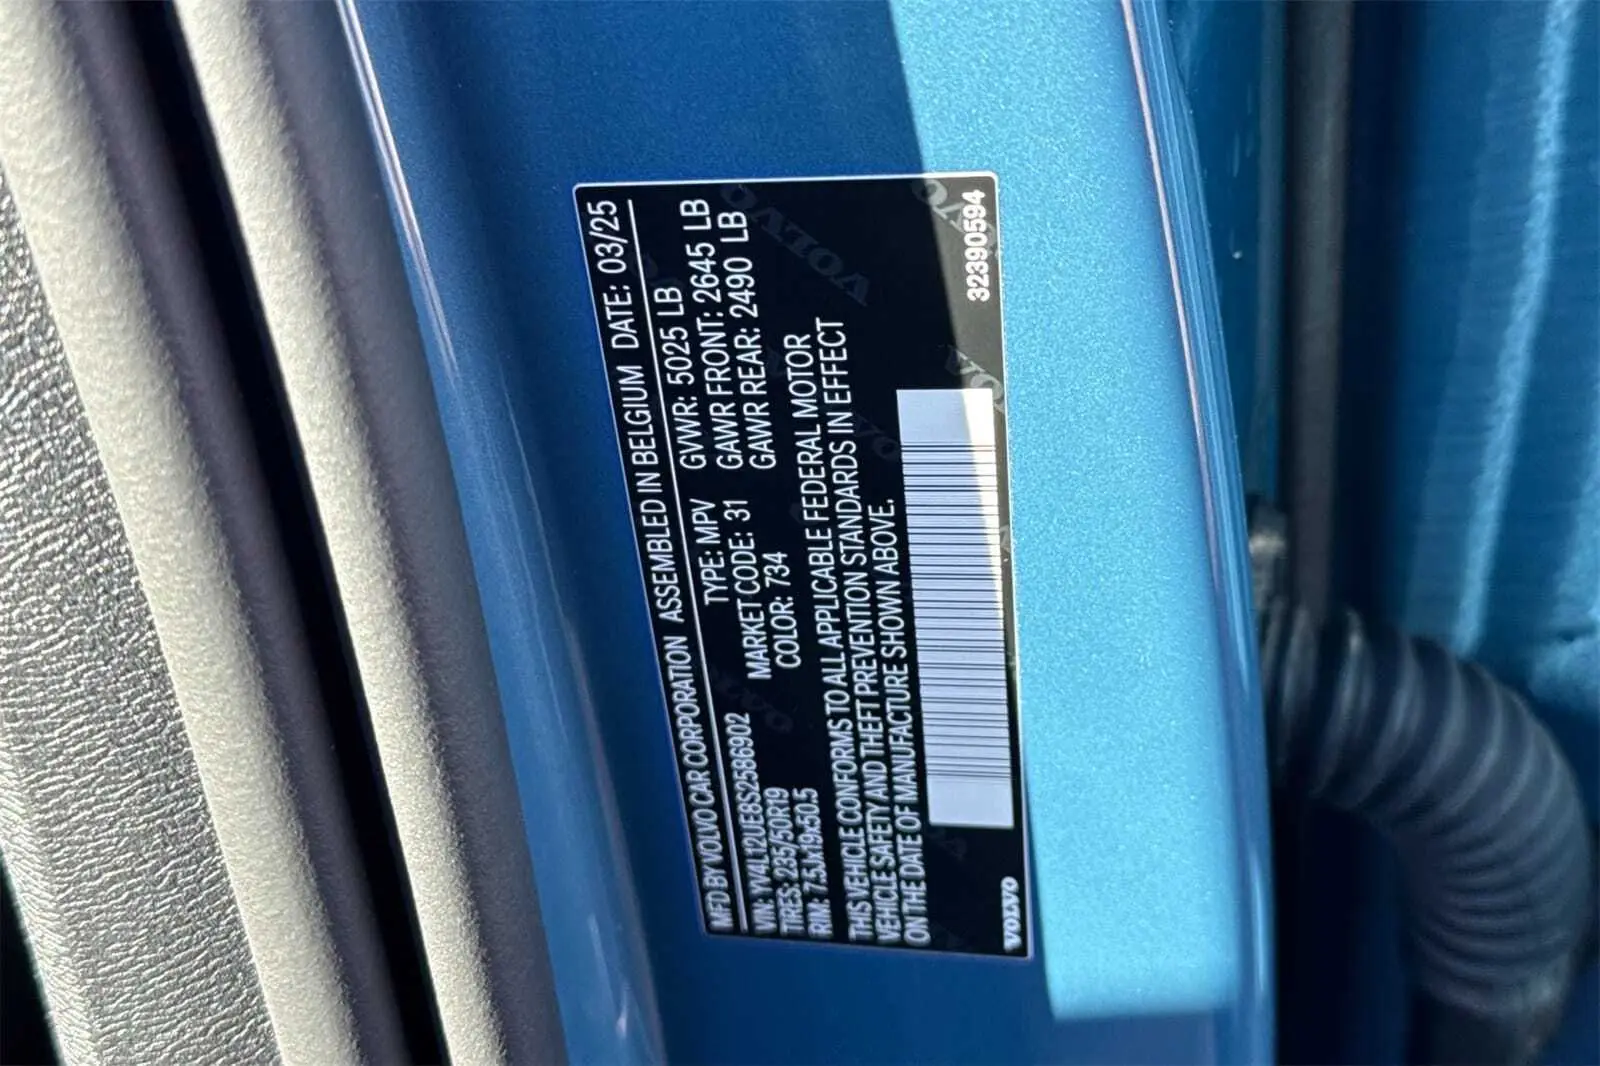 MFD BY VOLVO CAR CORPORATION ASSEMBLED IN BELGIUM DATE: 03/25
VIN: YV4L12UE8S2586902 TYPE: MPV GVWR: 5025 LB
TIRES: 235/50R19 MARKET CODE: 31 GAWR FRONT: 2645 LB
RIM: 7.5Jx19x50.5 COLOR: 734 GAWR REAR: 2490 LB
THIS VEHICLE CONFORMS TO ALL APPLICABLE FEDERAL MOTOR
VEHICLE SAFETY AND THEFT PREVENTION STANDARDS IN EFFECT
ON THE DATE OF MANUFACTURE SHOWN ABOVE.
VOLVO 32390594